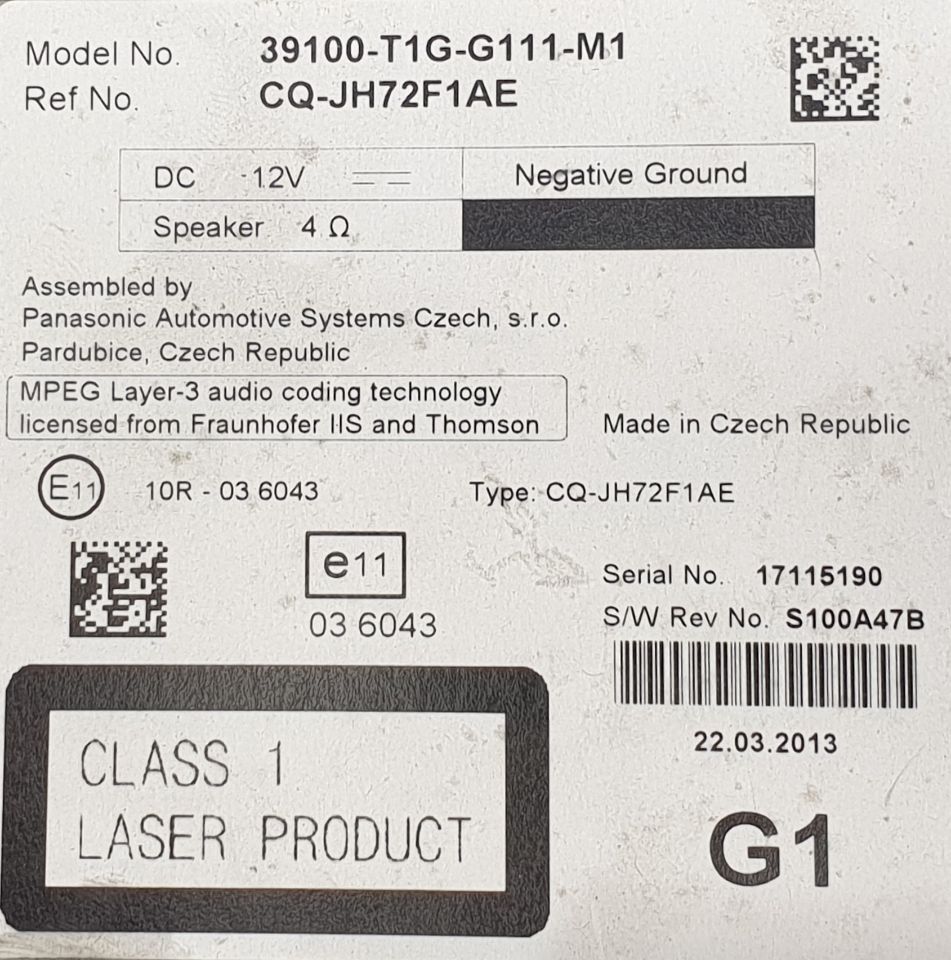 Model No. 39100-T1G-G111-M1
Ref No. CQ-JH72F1AE
DC 12V Negative Ground
Speaker 4 Ω
Assembled by
Panasonic Automotive Systems Czech, s.r.o.
Pardubice, Czech Republic
MPEG Layer-3 audio coding technology
licensed from Fraunhofer IIS and Thomson
Made in Czech Republic
E11 10R - 03 6043 Type: CQ-JH72F1AE
e11
03 6043
Serial No. 17115190
S/W Rev No. S100A47B
22.03.2013
G1
CLASS 1
LASER PRODUCT